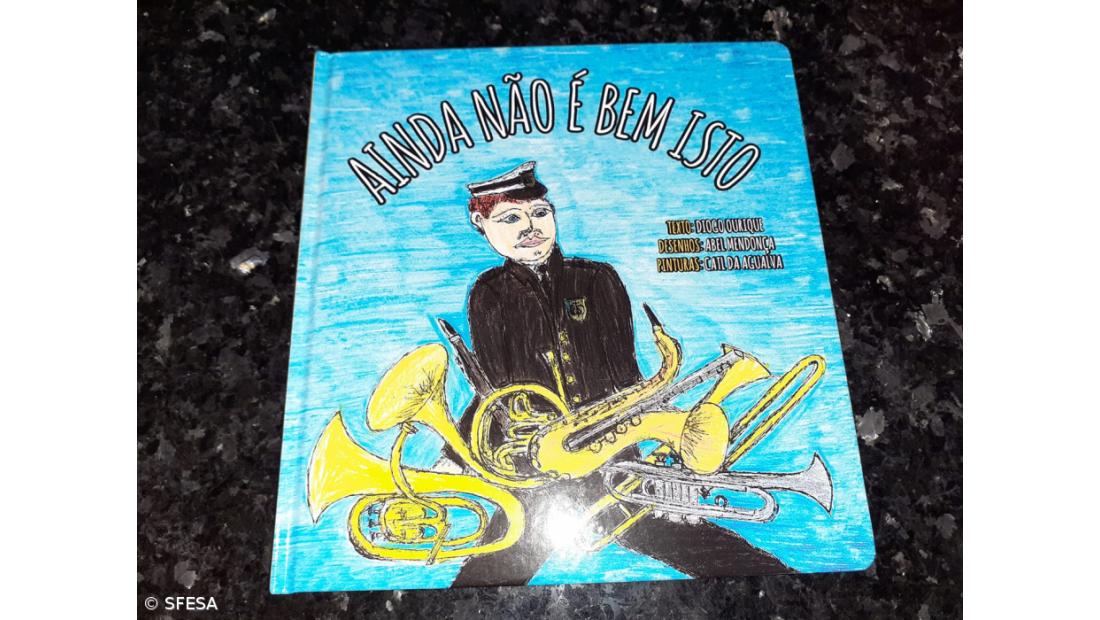 AINDA NÃO É BEM ISTO
TEXTO: DIOGO OURIQUE
DESENHOS: ABEL MENDONÇA
PINTURAS: CATL DA AGUALVA
© SFESA